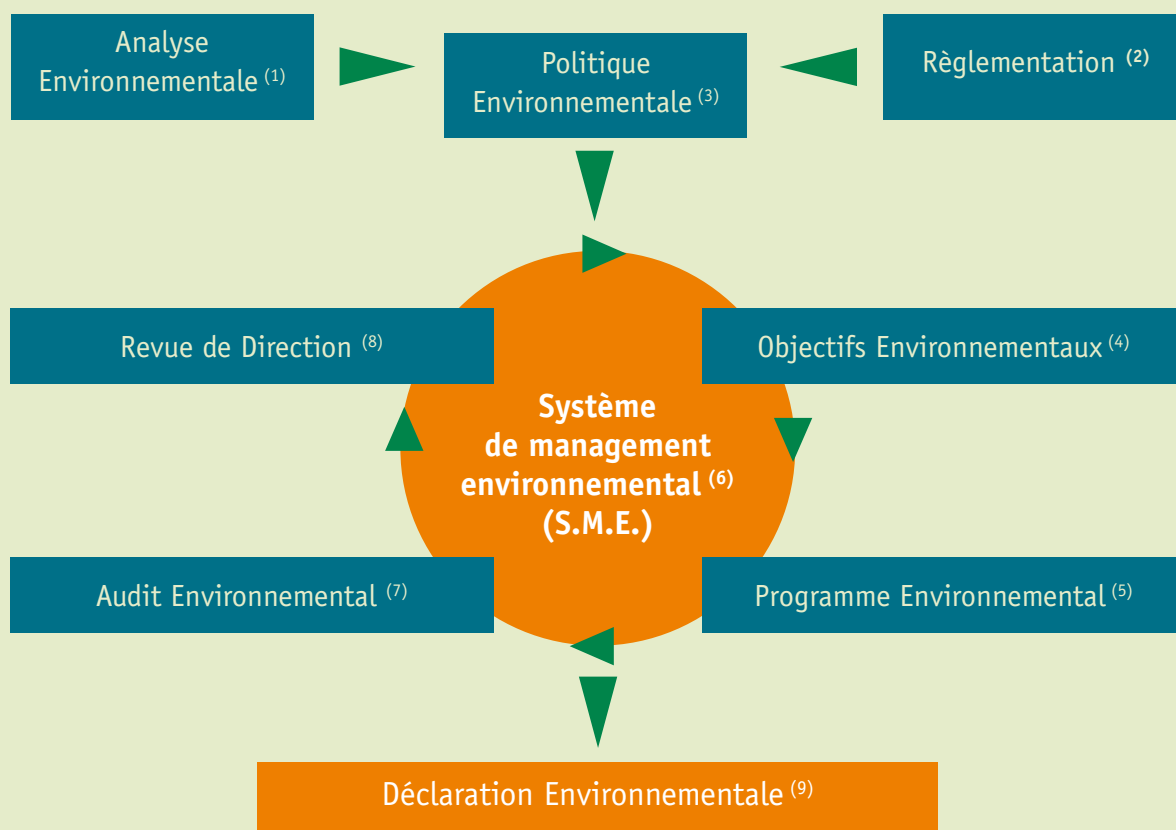 Analyse
Environnementale (1)
Politique
Environnementale (3)
Règlementation (2)
Revue de Direction (8)
Objectifs Environnementaux (4)
Système
de management
environnemental (6)
(S.M.E.)
Audit Environnemental (7)
Programme Environnemental (5)
Déclaration Environnementale (9)